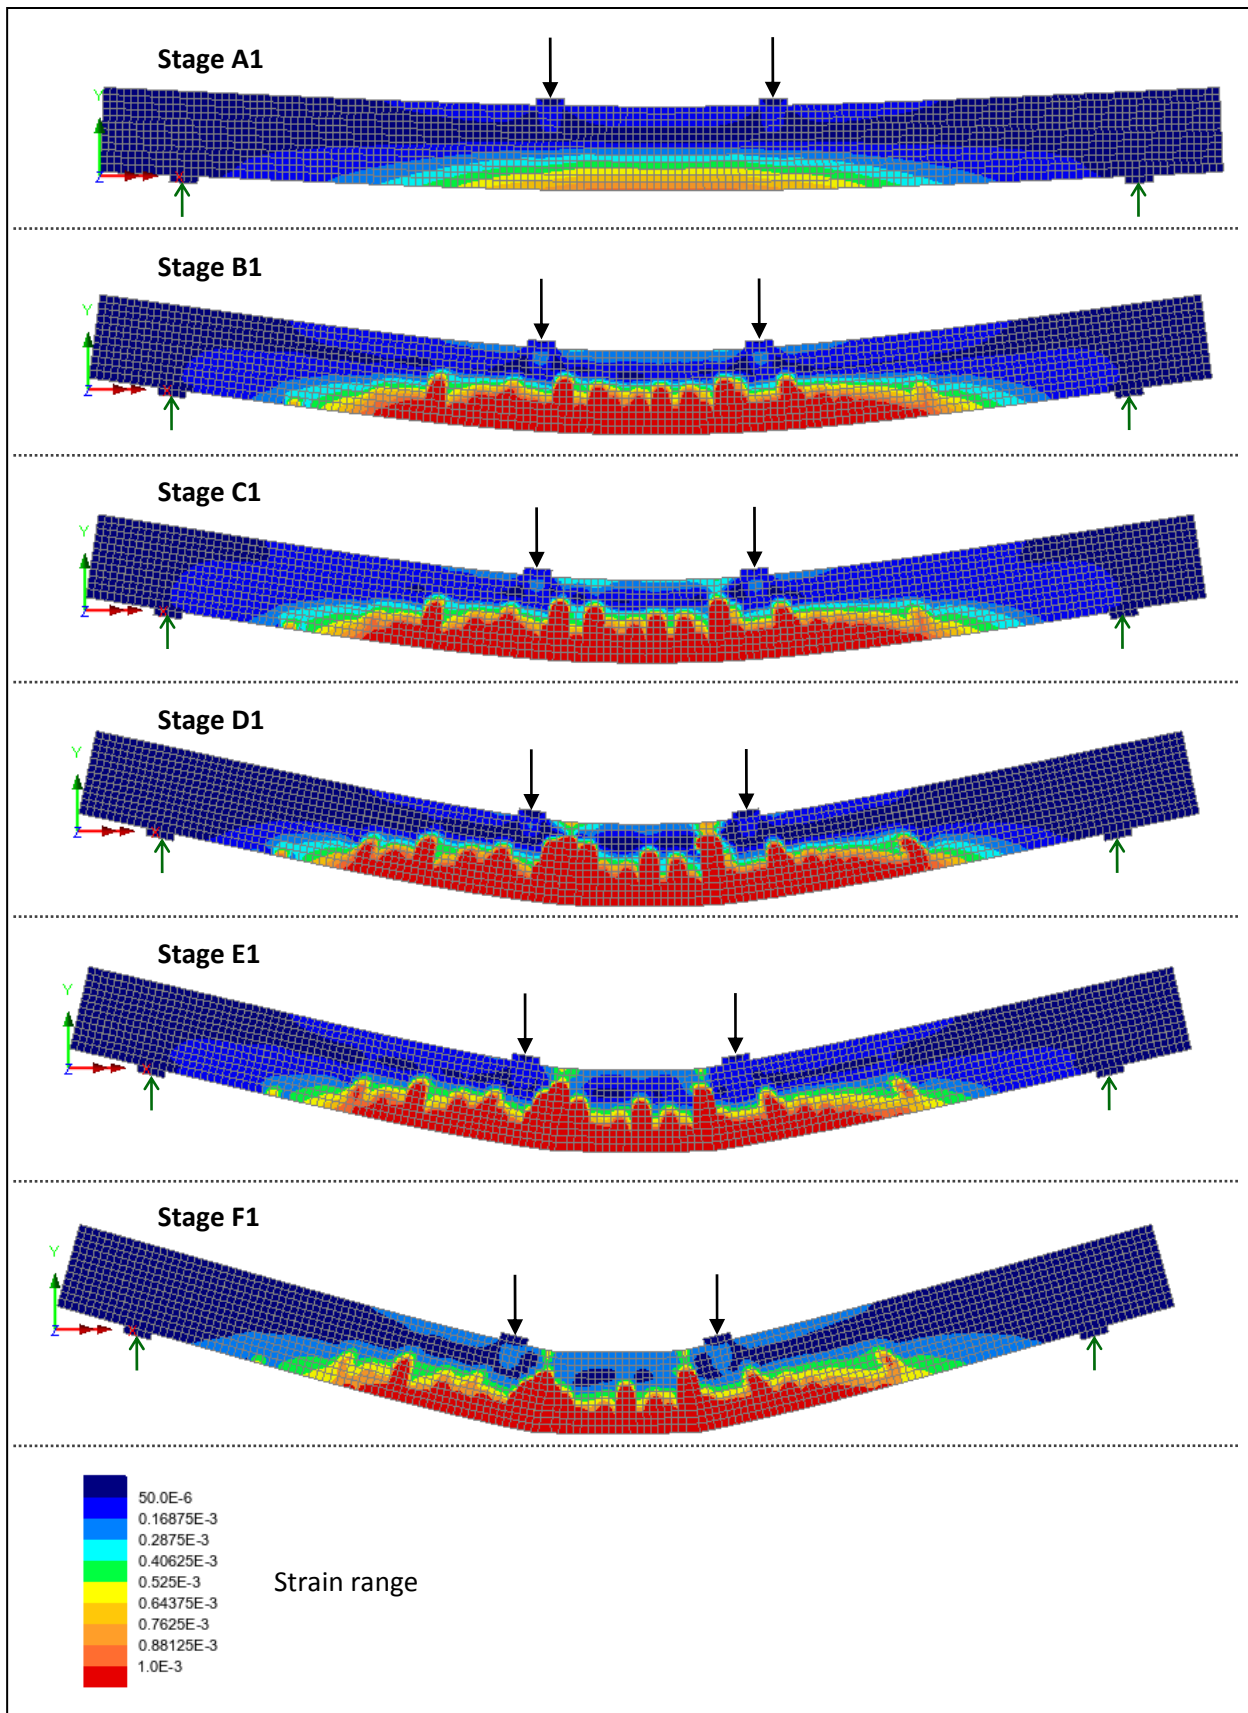 Stage A1
Y
Z
X
Stage B1
Y
Z
X
Stage C1
Y
Z
X
Stage D1
Y
Z
X
Stage E1
Y
Z
X
Stage F1
Y
Z
X
50.0E-6
0.16875E-3
0.2875E-3
0.40625E-3
0.525E-3
0.64375E-3
0.7625E-3
0.88125E-3
1.0E-3
Strain range